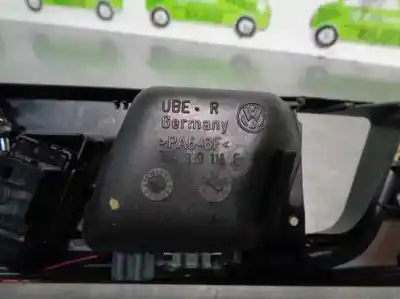 UBE - R
Germany
>PA6-GF<